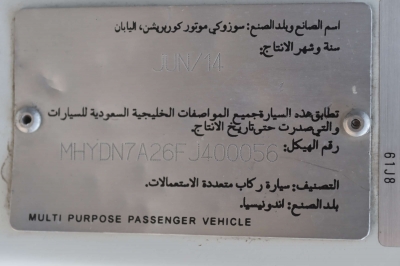 اسم الصانع وبلد الصنع: سوزوكي موتور كوربريشن، اليابان
سنة وشهر الانتاج:
JUN/14
تطابق هذه السيارة جميع المواصفات الخليجية السعودية للسيارات
والتي صدرت حتى تاريخ الانتاج.
رقم الهيكل: MHYDN7A26FJ400056
التصنيف: سيارة ركاب متعددة الاستعمالات.
بلد الصنع: اندونيسيا.
MULTI PURPOSE PASSENGER VEHICLE
61J8